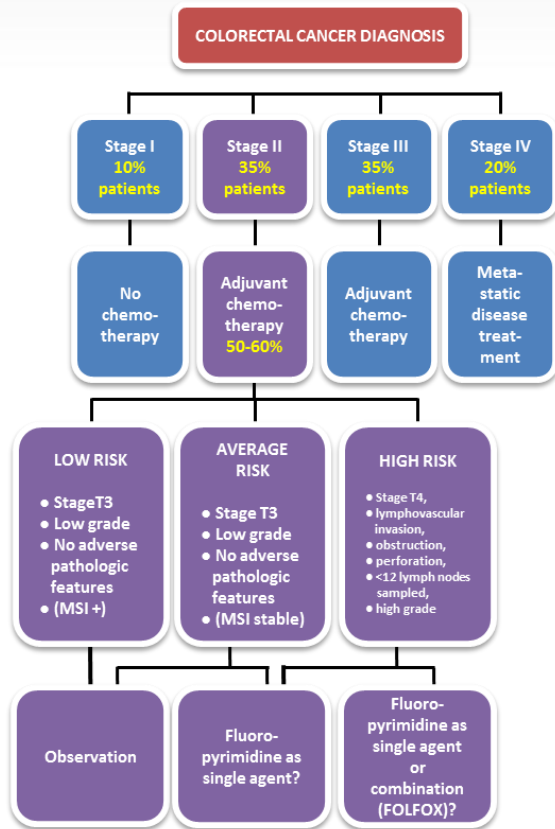 COLORECTAL CANCER DIAGNOSIS
Stage I
10%
patients
Stage II
35%
patients
Stage III
35%
patients
Stage IV
20%
patients
No
chemo-
therapy
Adjuvant
chemo-
therapy
50-60%
Adjuvant
chemo-
therapy
Meta-
static
disease
treat-
ment
LOW RISK
● StageT3
● Low grade
● No adverse
pathologic
features
● (MSI +)
AVERAGE
RISK
● Stage T3
● Low grade
● No adverse
pathologic
features
● (MSI stable)
HIGH RISK
● Stage T4,
● lymphovascular
invasion,
● obstruction,
● perforation,
● <12 lymph nodes
sampled,
● high grade
Observation
Fluoro-
pyrimidine as
single agent?
Fluoro-
pyrimidine as
single agent
or
combination
(FOLFOX)?